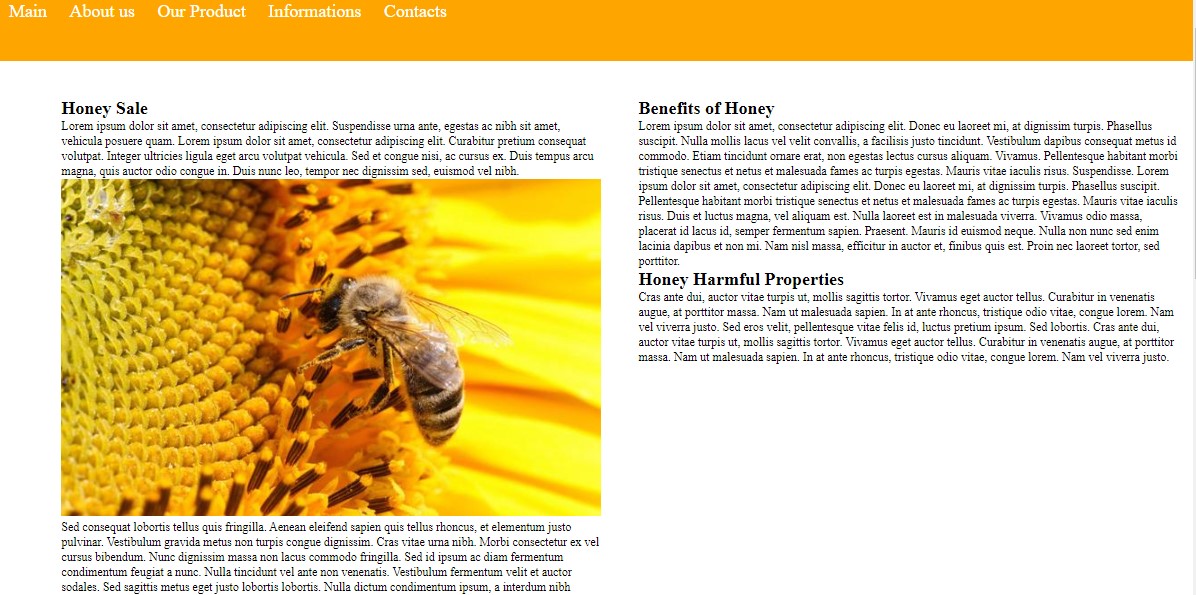 Main About us Our Product Informations Contacts
Honey Sale
Lorem ipsum dolor sit amet, consectetur adipiscing elit. Suspendisse urna ante, egestas ac nibh sit amet,
vehicula posuere quam. Lorem ipsum dolor sit amet, consectetur adipiscing elit. Curabitur pretium consequat
volutpat. Integer ultricies ligula eget arcu volutpat vehicula. Sed et congue nisi, ac cursus ex. Duis tempus arcu
magna, quis auctor odio congue in. Duis nunc leo, tempor nec dignissim sed, euismod vel nibh.
Sed consequat lobortis tellus quis fringilla. Aenean eleifend sapien quis tellus rhoncus, et elementum justo
pulvinar. Vestibulum gravida metus non turpis congue dignissim. Cras vitae urna nibh. Morbi consectetur ex vel
cursus bibendum. Nunc dignissim massa non lacus commodo fringilla. Sed id ipsum ac diam fermentum
condimentum feugiat a nunc. Nulla tincidunt vel ante non venenatis. Vestibulum fermentum velit et auctor
sodales. Sed sagittis metus eget justo lobortis lobortis. Nulla dictum condimentum ipsum, a interdum nibh
Benefits of Honey
Lorem ipsum dolor sit amet, consectetur adipiscing elit. Donec eu laoreet mi, at dignissim turpis. Phasellus
suscipit. Nulla mollis lacus vel velit convallis, a facilisis justo tincidunt. Vestibulum dapibus consequat metus id
commodo. Etiam tincidunt ornare erat, non egestas lectus cursus aliquam. Vivamus. Pellentesque habitant morbi
tristique senectus et netus et malesuada fames ac turpis egestas. Mauris vitae iaculis risus. Suspendisse. Lorem
ipsum dolor sit amet, consectetur adipiscing elit. Donec eu laoreet mi, at dignissim turpis. Phasellus suscipit.
Pellentesque habitant morbi tristique senectus et netus et malesuada fames ac turpis egestas. Mauris vitae iaculis
risus. Duis et luctus magna, vel aliquam est. Nulla laoreet est in malesuada viverra. Vivamus odio massa,
placerat id lacus id, semper fermentum sapien. Praesent. Mauris id euismod neque. Nulla non nunc sed enim
lacinia dapibus et non mi. Nam nisl massa, efficitur in auctor et, finibus quis est. Proin nec laoreet tortor, sed
porttitor.
Honey Harmful Properties
Cras ante dui, auctor vitae turpis ut, mollis sagittis tortor. Vivamus eget auctor tellus. Curabitur in venenatis
augue, at porttitor massa. Nam ut malesuada sapien. In at ante rhoncus, tristique odio vitae, congue lorem. Nam
vel viverra justo. Sed eros velit, pellentesque vitae felis id, luctus pretium ipsum. Sed lobortis. Cras ante dui,
auctor vitae turpis ut, mollis sagittis tortor. Vivamus eget auctor tellus. Curabitur in venenatis augue, at porttitor
massa. Nam ut malesuada sapien. In at ante rhoncus, tristique odio vitae, congue lorem. Nam vel viverra justo.